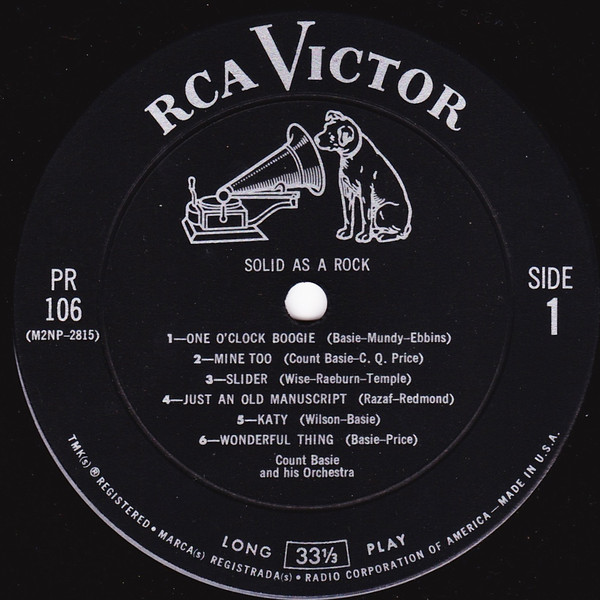 RCA VICTOR
SOLID AS A ROCK
PR
106
(M2NP-2815)
SIDE
1
1—ONE O'CLOCK BOOGIE (Basie-Mundy-Ebbins)
2—MINE TOO (Count Basie-C. Q. Price)
3—SLIDER (Wise-Raeburn-Temple)
4—JUST AN OLD MANUSCRIPT (Razaf-Redmond)
5—KATY (Wilson-Basie)
6—WONDERFUL THING (Basie-Price)
Count Basie
and his Orchestra
LONG 33⅓ PLAY
TMK(s) ® REGISTERED • MARCA(s) REGISTRADA(s) • RADIO CORPORATION OF AMERICA—MADE IN U.S.A.